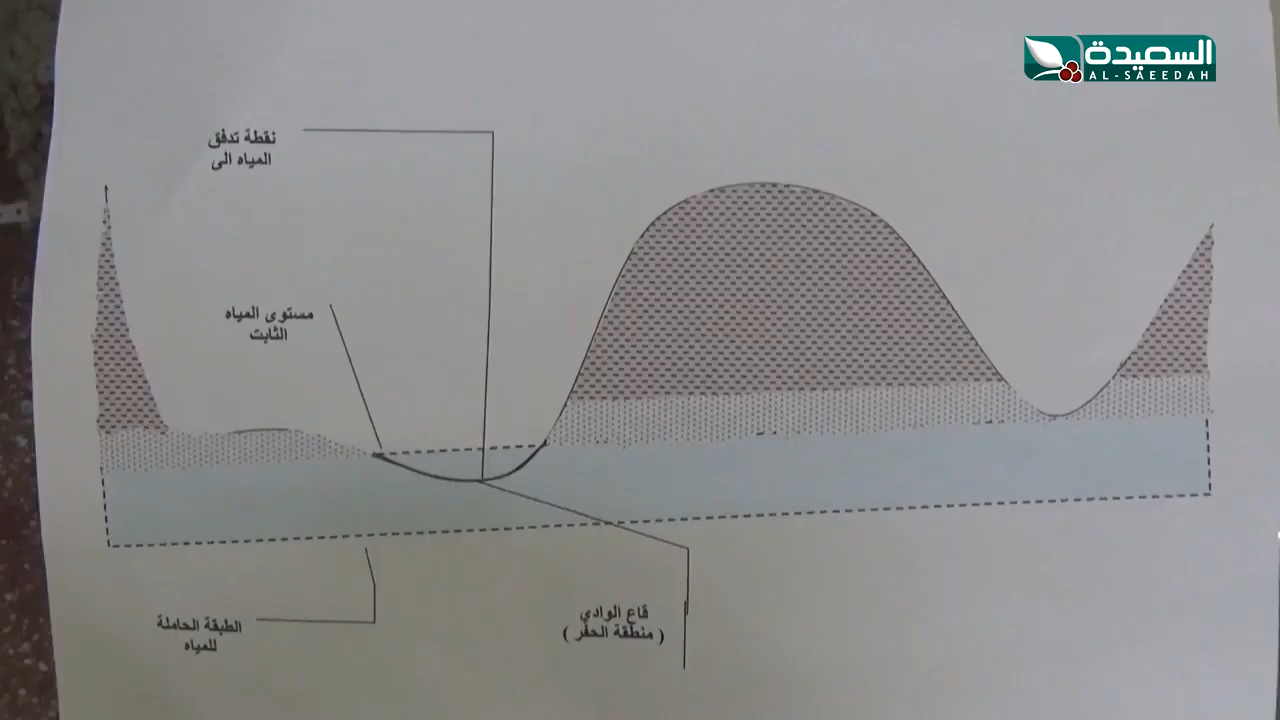 السعيدة
AL-SAEEDAH
نقطة تدفق
المياه الى
مستوى المياه
الثابت
قاع الوادي
( منطقة الحفر )
الطبقة الحاملة
للمياه